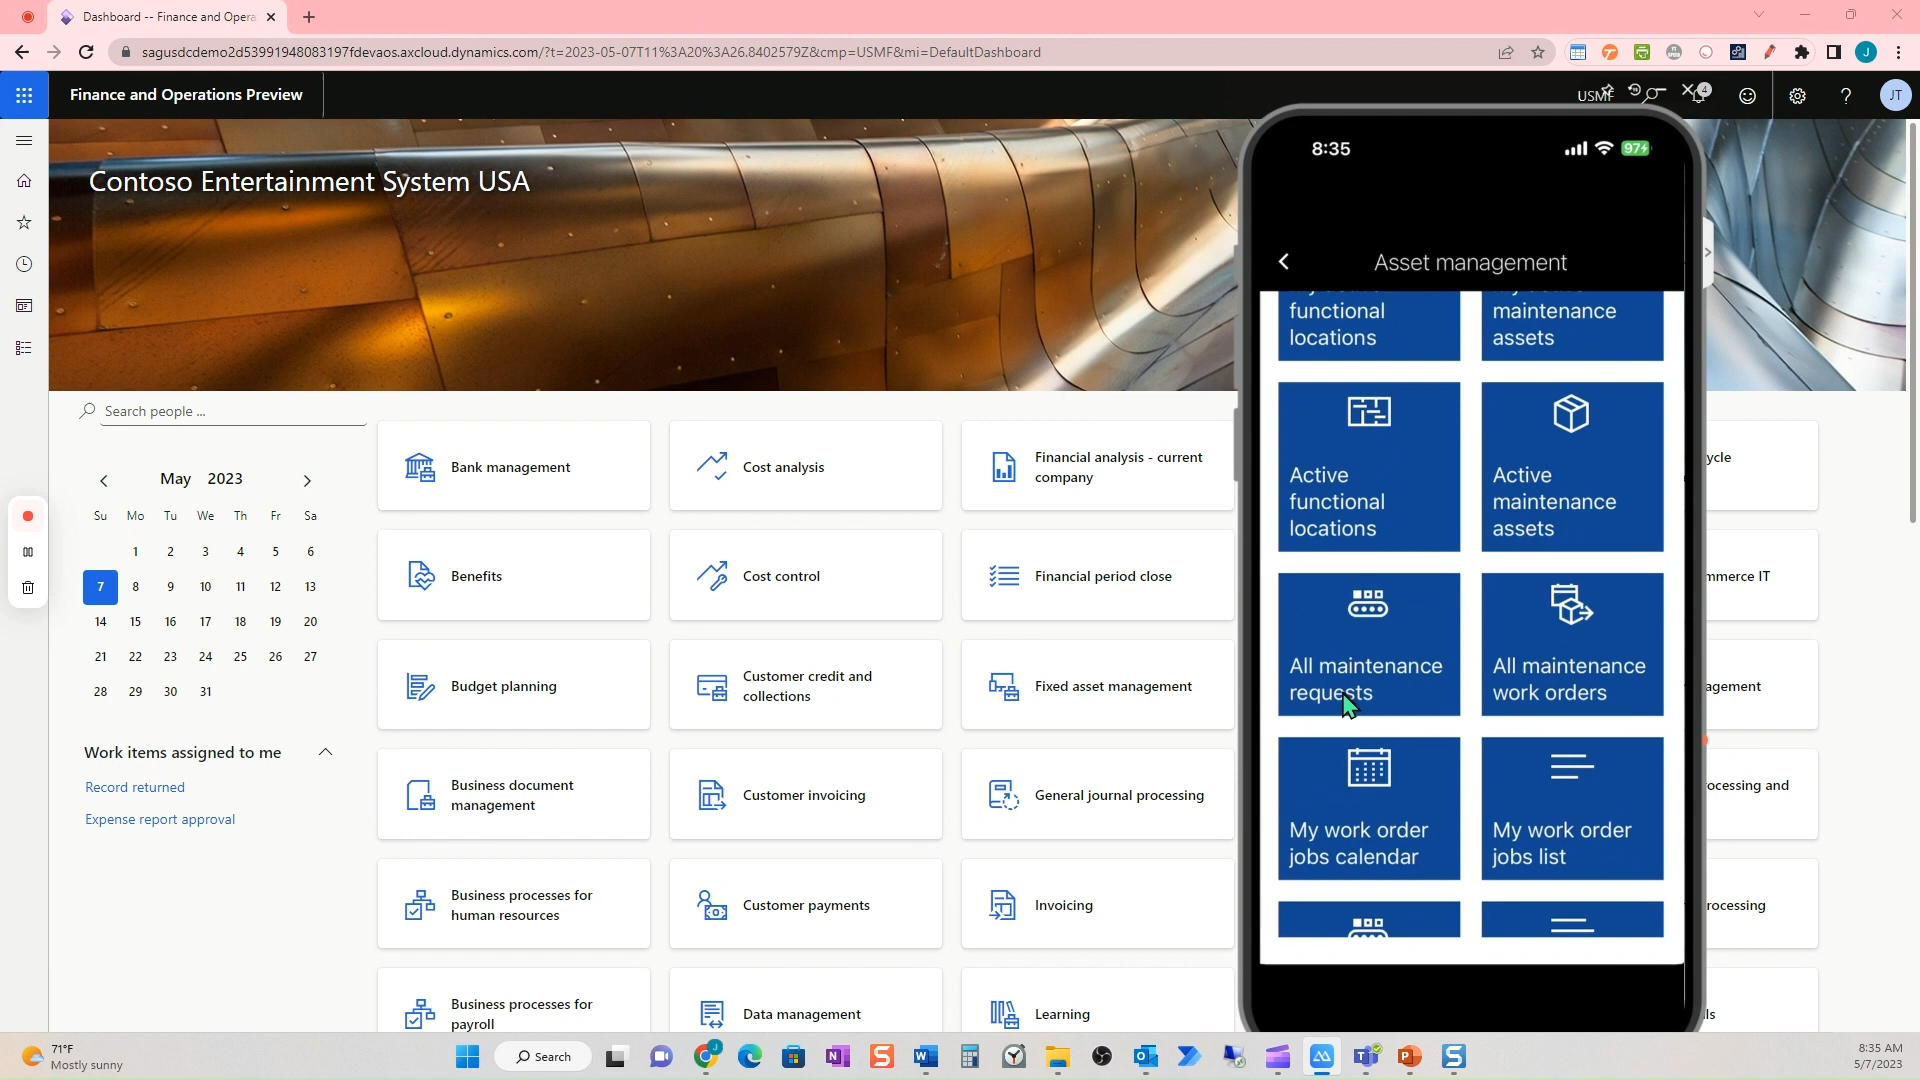 Dashboard -- Finance and Opera
sagusdcdemo2d53991948083197fdevaos.axcloud.dynamics.com/?t=2023-05-07T11%3A20%3A26.8402579Z&cmp=USMF&mi=DefaultDashboard
Finance and Operations Preview
USMF
4
JT
Contoso Entertainment System USA
Search people ...
May 2023
Su Mo Tu We Th Fr Sa
1 2 3 4 5 6
7 8 9 10 11 12 13
14 15 16 17 18 19 20
21 22 23 24 25 26 27
28 29 30 31
Work items assigned to me
Record returned
Expense report approval
Bank management
Cost analysis
Financial analysis - current
company
ycle
Benefits
Cost control
Financial period close
mmerce IT
Budget planning
Customer credit and
collections
Fixed asset management
agement
Business document
management
Customer invoicing
General journal processing
ocessing and
Business processes for
human resources
Customer payments
Invoicing
rocessing
Business processes for
payroll
Data management
Learning
ls
8:35
97
Asset management
functional
locations
maintenance
assets
Active
functional
locations
Active
maintenance
assets
All maintenance
requests
All maintenance
work orders
My work order
jobs calendar
My work order
jobs list
71°F
Mostly sunny
Search
8:35 AM
5/7/2023